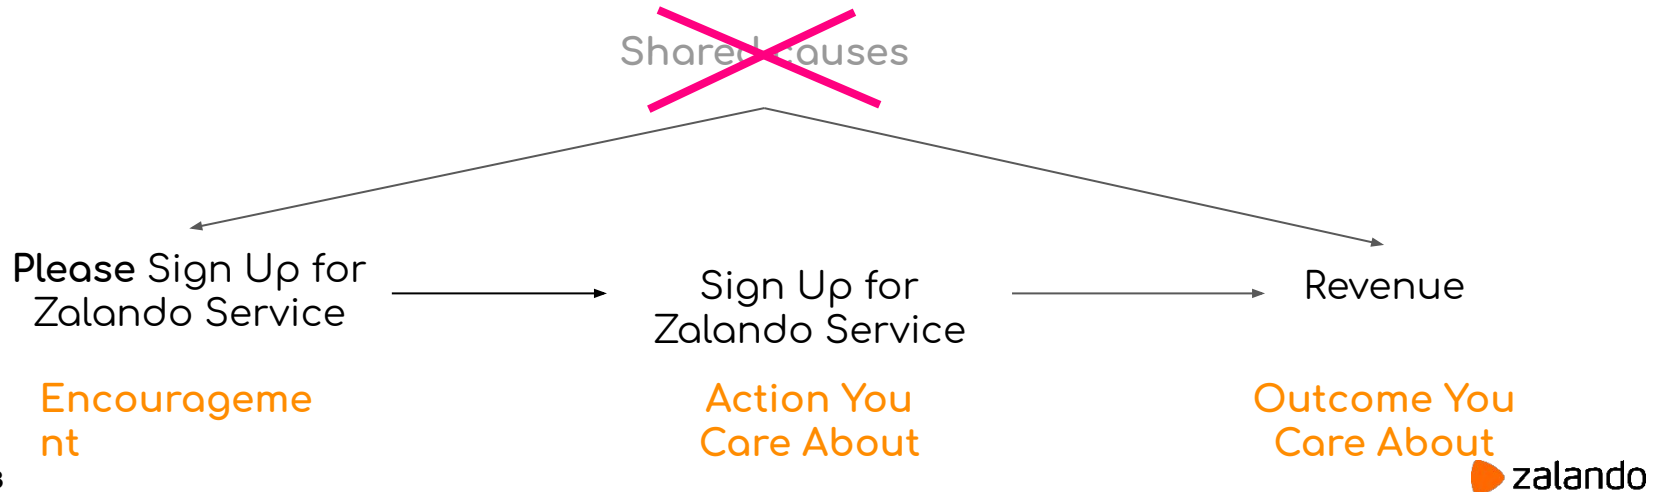 Shared causes
Please Sign Up for
Zalando Service
Sign Up for
Zalando Service
Revenue
Encourageme
nt
Action You
Care About
Outcome You
Care About
zalando